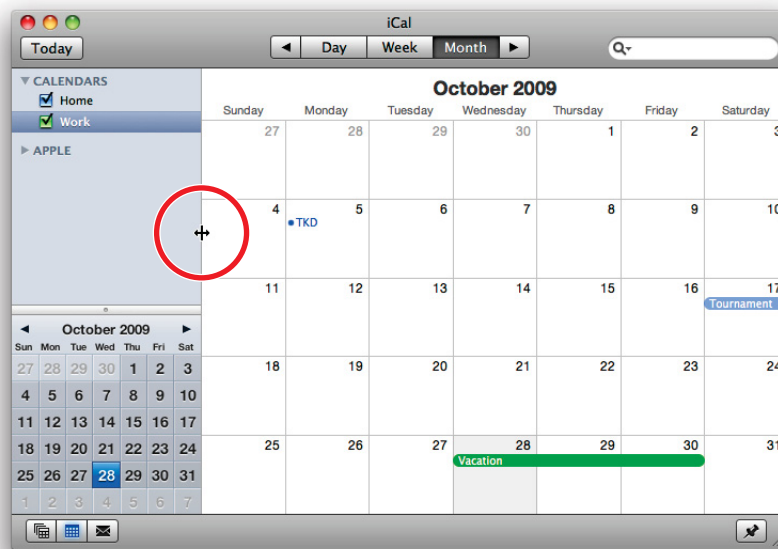 iCal
Today Day Week Month
CALENDARS
Home
Work
APPLE
October 2009
Sunday Monday Tuesday Wednesday Thursday Friday Saturday
27 28 29 30 1 2 3
4 5 6 7 8 9 10
TKD
11 12 13 14 15 16 17
Tournament
18 19 20 21 22 23 24
25 26 27 28 29 30 31
Vacation
October 2009
Sun Mon Tue Wed Thu Fri Sat
27 28 29 30 1 2 3
4 5 6 7 8 9 10
11 12 13 14 15 16 17
18 19 20 21 22 23 24
25 26 27 28 29 30 31
1 2 3 4 5 6 7